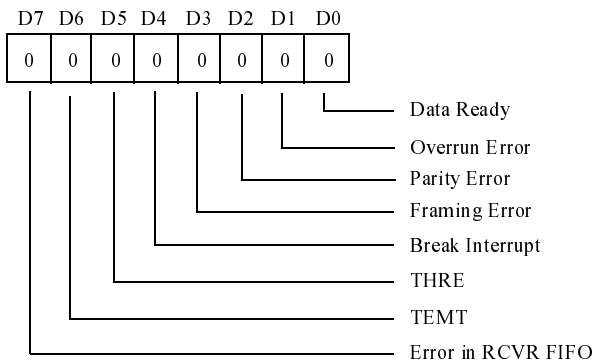 D7 D6 D5 D4 D3 D2 D1 D0
0 0 0 0 0 0 0 0
Data Ready
Overrun Error
Parity Error
Framing Error
Break Interrupt
THRE
TEMT
Error in RCVR FIFO